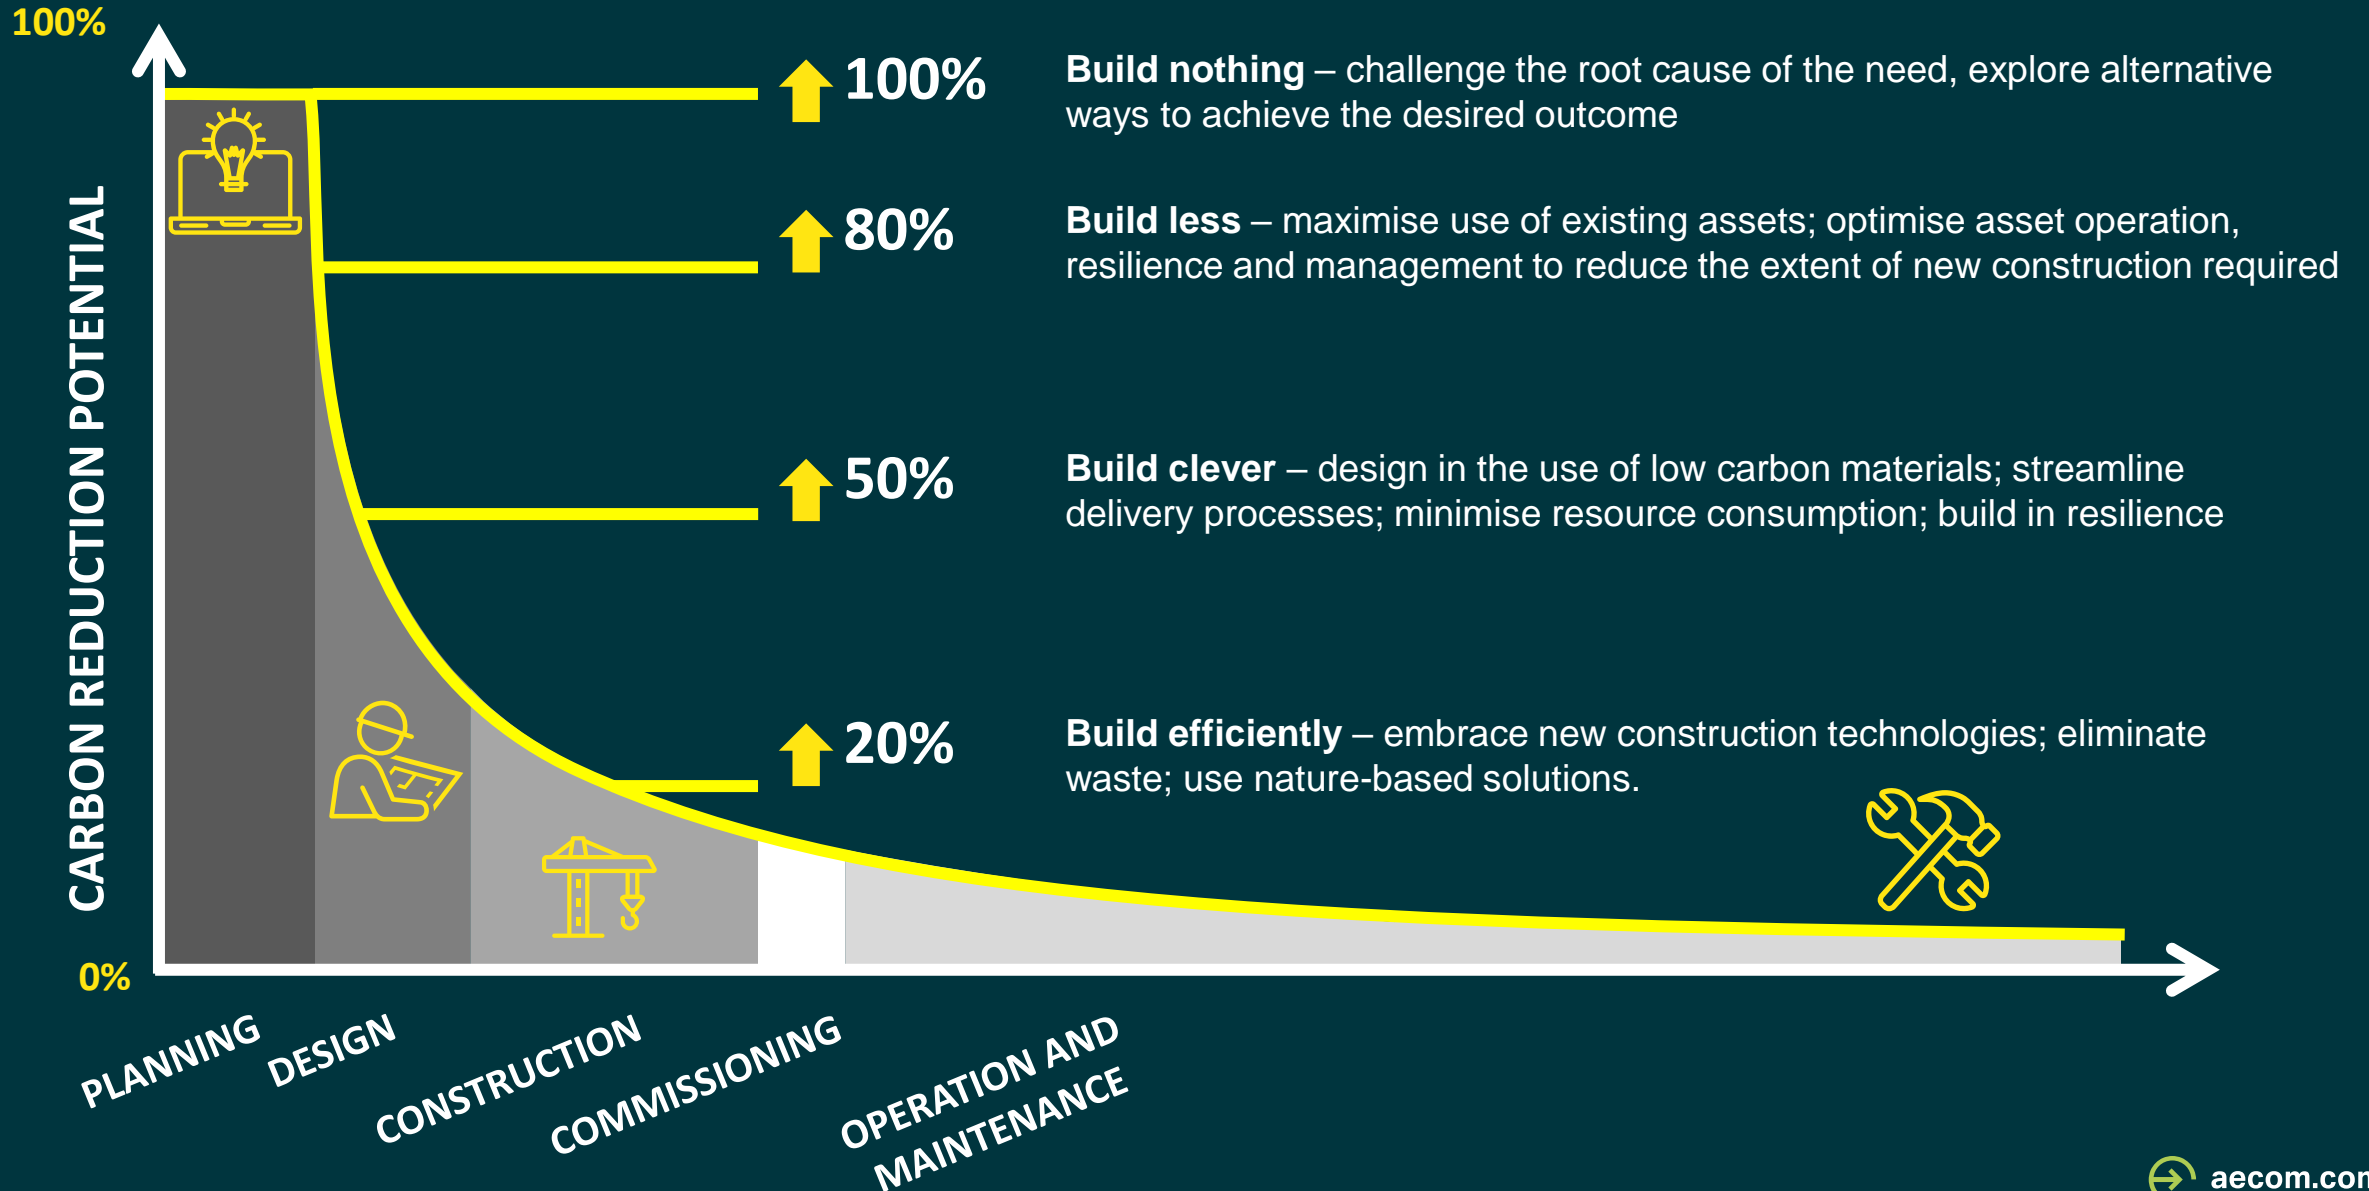 100%
100%
Build nothing – challenge the root cause of the need, explore alternative
ways to achieve the desired outcome
80%
Build less – maximise use of existing assets; optimise asset operation,
resilience and management to reduce the extent of new construction required
CARBON REDUCTION POTENTIAL
50%
Build clever – design in the use of low carbon materials; streamline
delivery processes; minimise resource consumption; build in resilience
20%
Build efficiently – embrace new construction technologies; eliminate
waste; use nature-based solutions.
0%
PLANNING
DESIGN
CONSTRUCTION
COMMISSIONING
OPERATION AND
MAINTENANCE
aecom.com